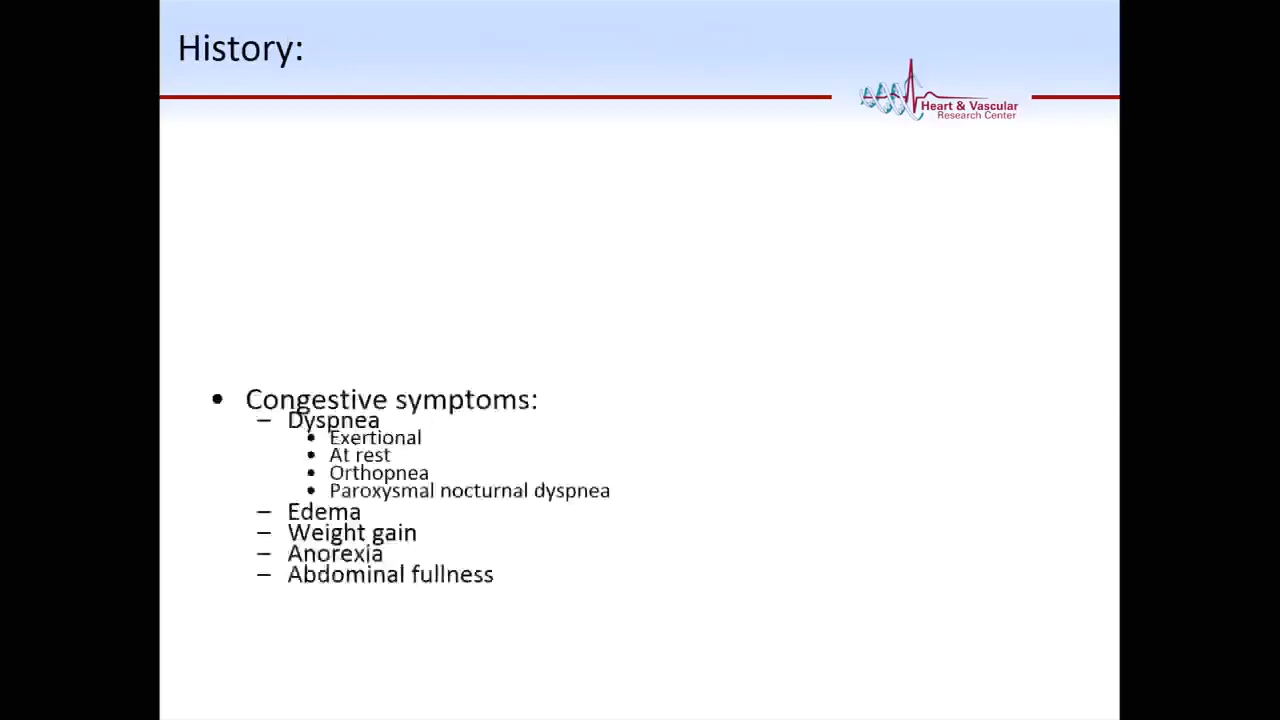 History:
Heart & Vascular
Research Center
• Congestive symptoms:
– Dyspnea
• Exertional
• At rest
• Orthopnea
• Paroxysmal nocturnal dyspnea
– Edema
– Weight gain
– Anorexia
– Abdominal fullness